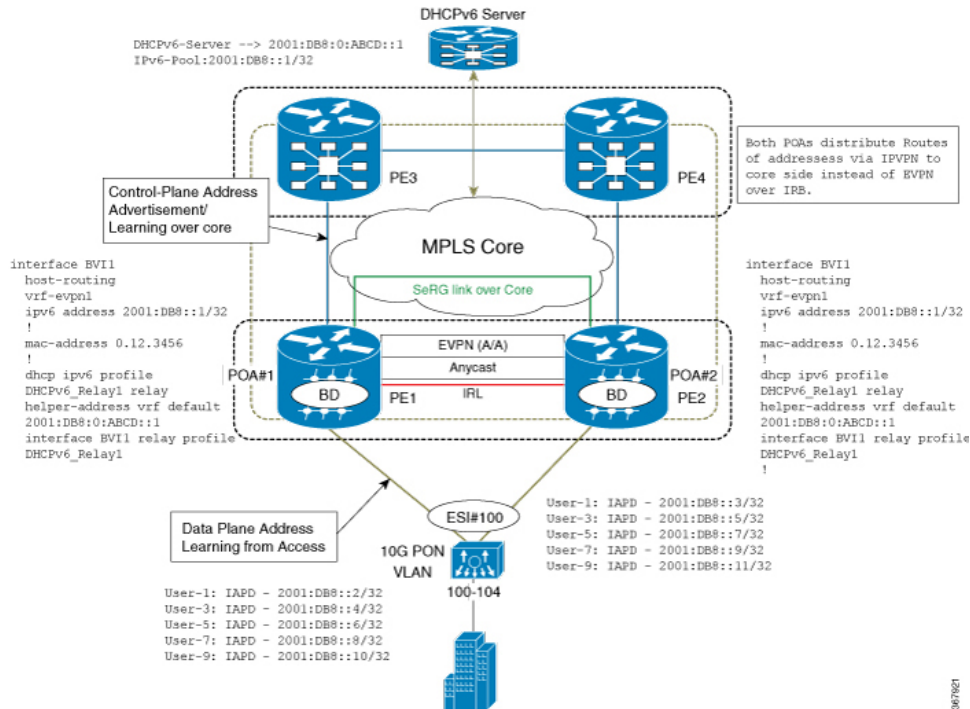 DHCPv6 Server
DHCPv6-Server --> 2001:DB8:0:ABCD::1
IPv6-Pool:2001:DB8::1/32
PE3
PE4
Both POAs distribute Routes
of addressess via IPVPN to
core side instead of EVPN
over IRB.
Control-Plane Address
Advertisement/
Learning over core
MPLS Core
SeRG link over Core
interface BVI1
host-routing
vrf-evpn1
ipv6 address 2001:DB8::1/32
!
mac-address 0.12.3456
!
dhcp ipv6 profile
DHCPv6_Relay1 relay
helper-address vrf default
2001:DB8:0:ABCD::1
interface BVI1 relay profile
DHCPv6_Relay1
EVPN (A/A)
Anycast
IRL
POA#1
BD
PE1
POA#2
BD
PE2
interface BVI1
host-routing
vrf-evpn1
ipv6 address 2001:DB8::1/32
!
mac-address 0.12.3456
!
dhcp ipv6 profile
DHCPv6_Relay1 relay
helper-address vrf default
2001:DB8:0:ABCD::1
interface BVI1 relay profile
DHCPv6_Relay1
!
Data Plane Address
Learning from Access
ESI#100
10G PON
VLAN
100-104
User-1: IAPD - 2001:DB8::3/32
User-3: IAPD - 2001:DB8::5/32
User-5: IAPD - 2001:DB8::7/32
User-7: IAPD - 2001:DB8::9/32
User-9: IAPD - 2001:DB8::11/32
User-1: IAPD - 2001:DB8::2/32
User-3: IAPD - 2001:DB8::4/32
User-5: IAPD - 2001:DB8::6/32
User-7: IAPD - 2001:DB8::8/32
User-9: IAPD - 2001:DB8::10/32
367921